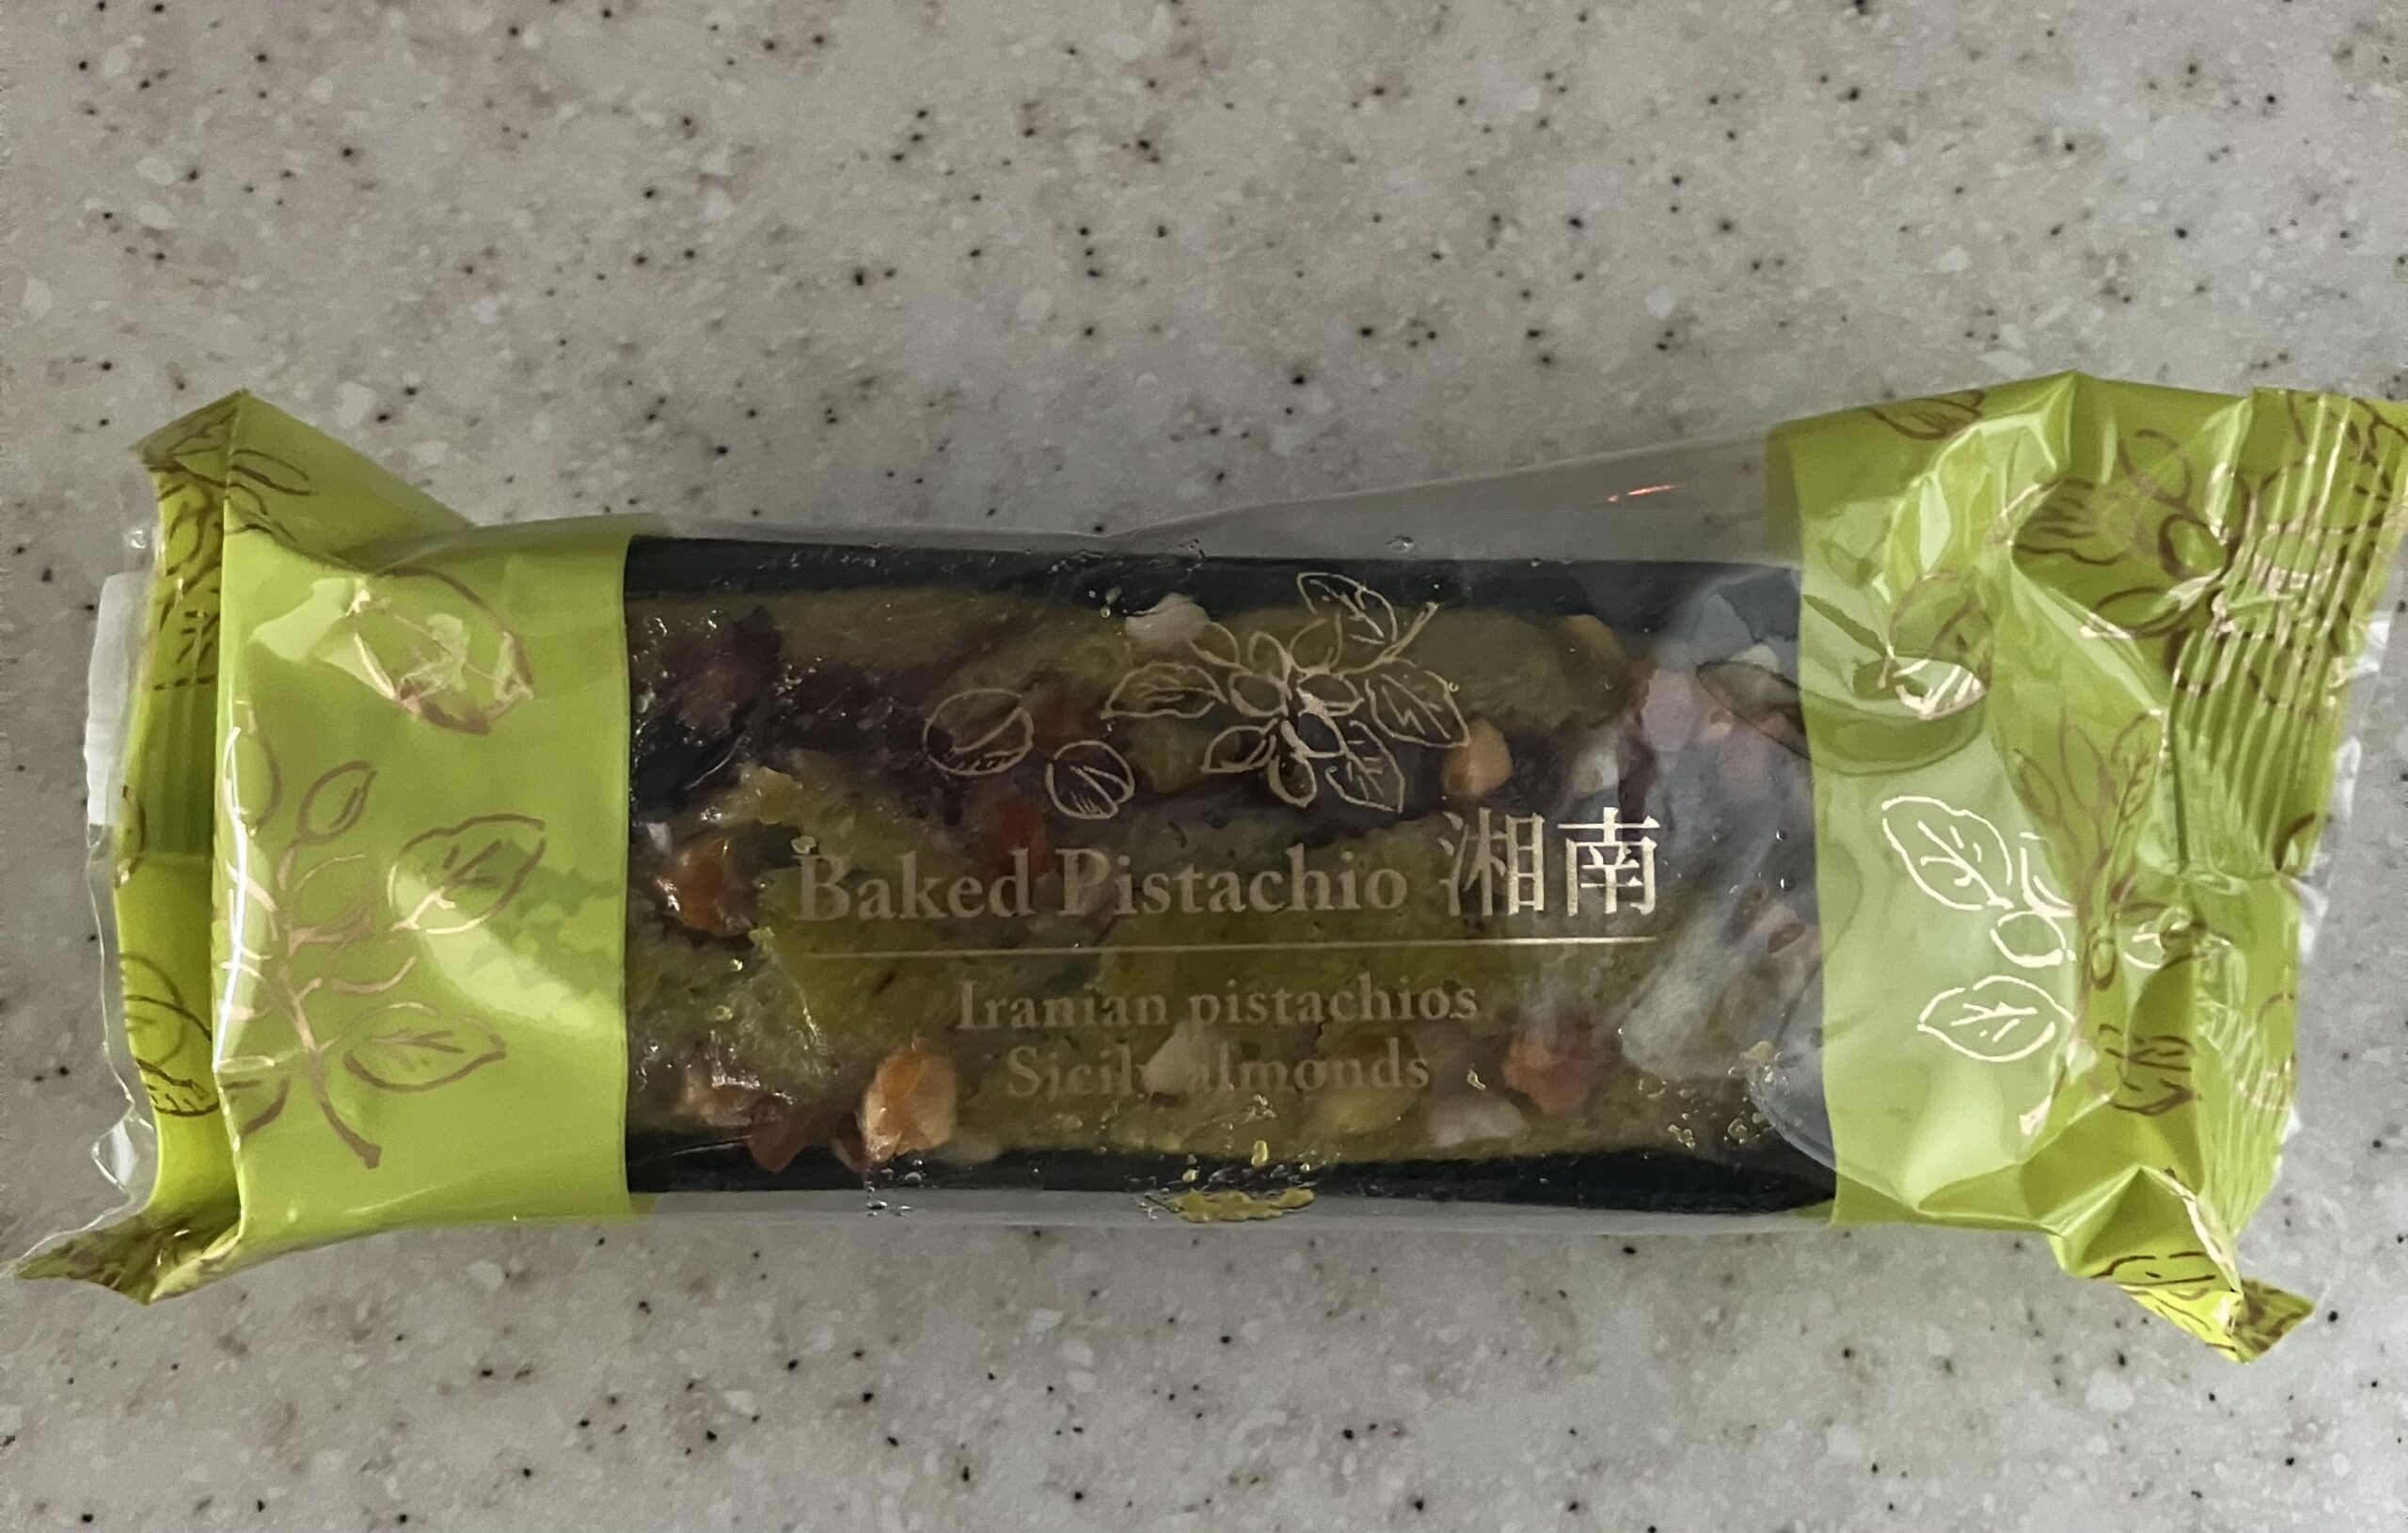 Baked Pistachio 湘南
Iranian pistachios
Sicily almonds